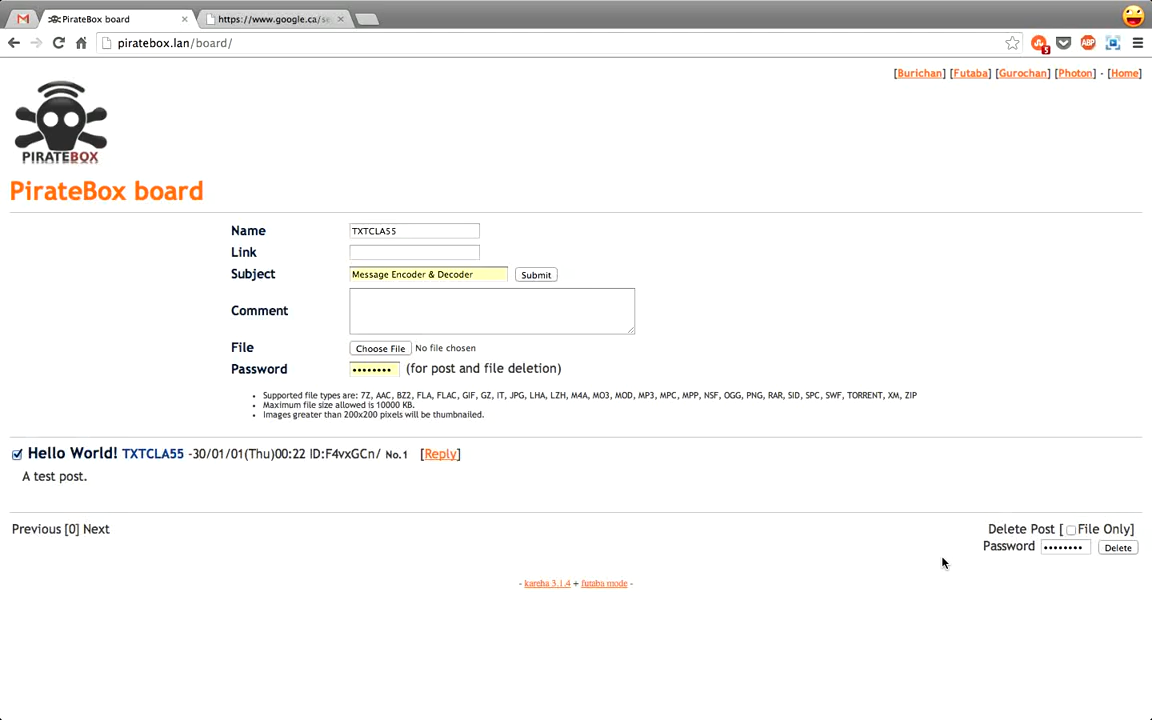 PirateBox board
https://www.google.ca/se
piratebox.lan/board/
5
ABP
[Burichan] [Futaba] [Gurochan] [Photon] - [Home]
PIRATEBOX
PirateBox board
Name TXTCLA55
Link
Subject Message Encoder & Decoder Submit
Comment
File Choose File No file chosen
Password •••••••• (for post and file deletion)
• Supported file types are: 7Z, AAC, BZ2, FLA, FLAC, GIF, GZ, IT, JPG, LHA, LZH, M4A, MO3, MOD, MP3, MPC, MPP, NSF, OGG, PNG, RAR, SID, SPC, SWF, TORRENT, XM, ZIP
• Maximum file size allowed is 10000 KB.
• Images greater than 200x200 pixels will be thumbnailed.
Hello World! TXTCLA55 -30/01/01(Thu)00:22 ID:F4vxGCn/ No.1 [Reply]
A test post.
Previous [0] Next
Delete Post [ File Only]
Password •••••••• Delete
- kareha 3.1.4 + futaba mode -